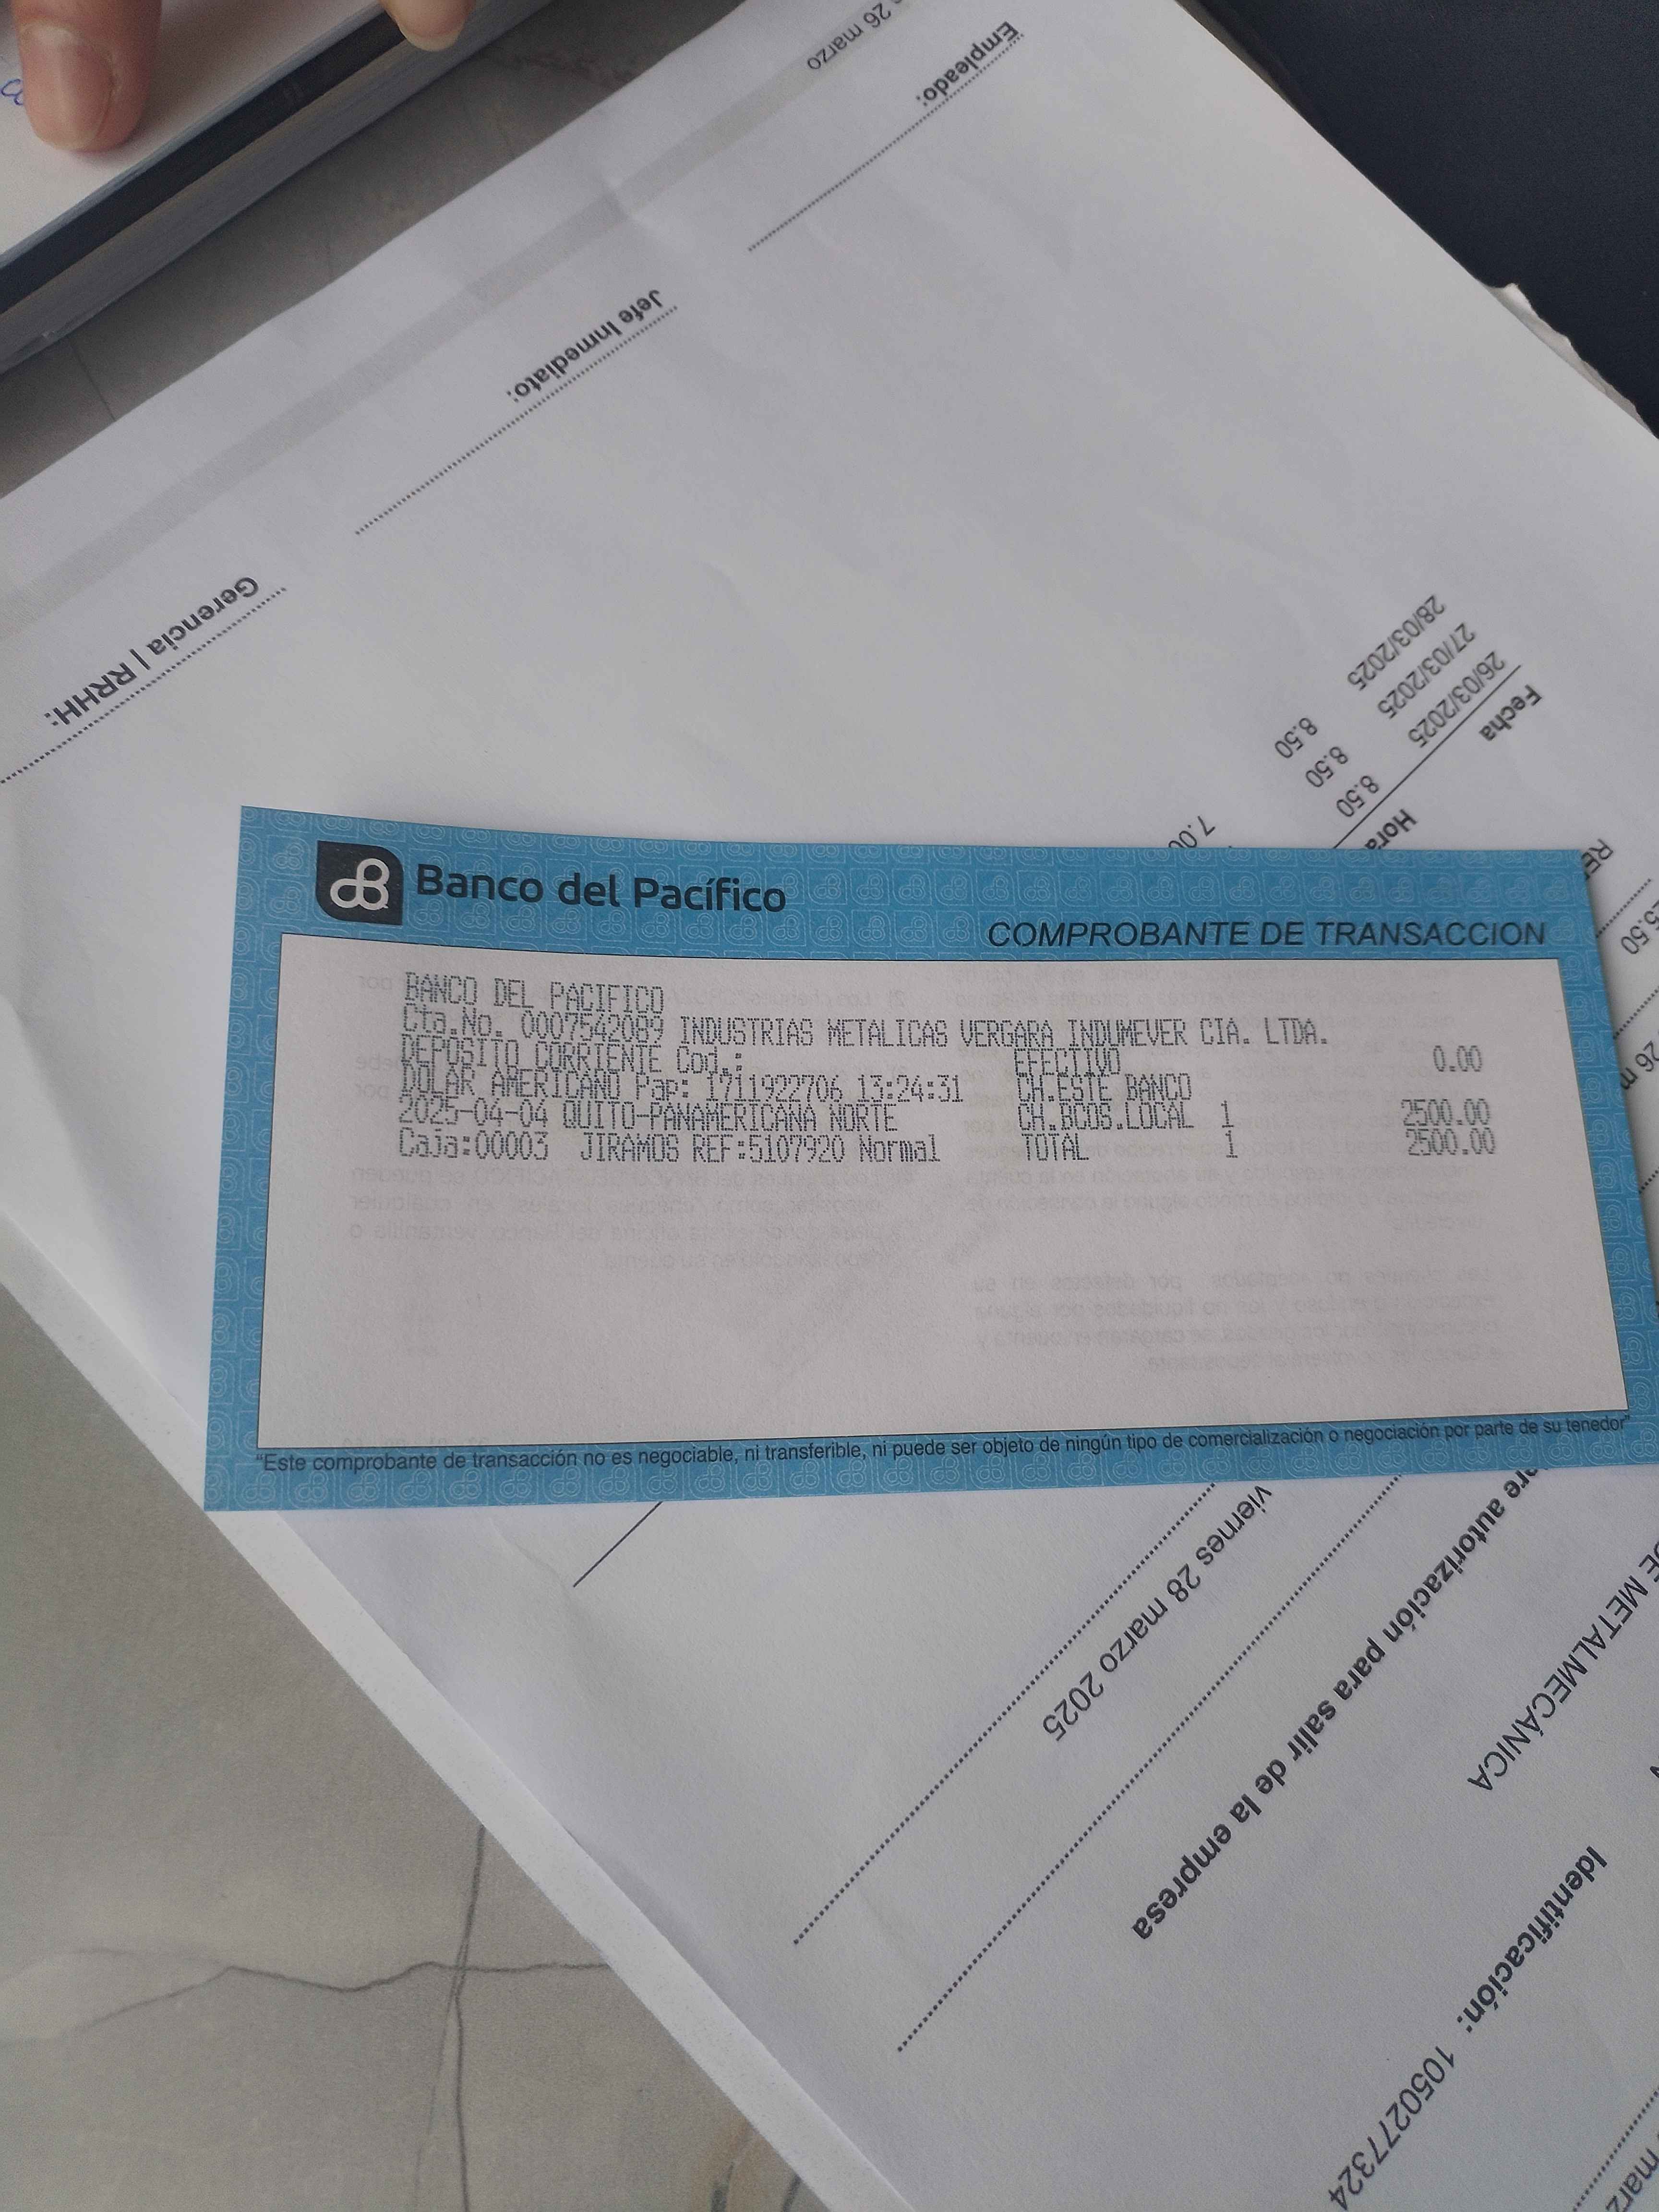 26 marzo
Empleado:
Jefe Inmediato:
Gerencia | RRHH:
28/03/2025
27/03/2025
26/03/2025
Fecha
8.50
8.50
8.50
7.00
Banco del Pacífico
COMPROBANTE DE TRANSACCION
BANCO DEL PACIFICO
Cta.No. 0007542089 INDUSTRIAS METALICAS VERGARA INDUMEVER CIA. LTDA.
DEPOSITO CORRIENTE Cod.: EFECTIVO 0.00
DOLAR AMERICANO Pap: 1711922706 13:24:31 CH.ESTE BANCO
2025-04-04 QUITO-PANAMERICANA NORTE CH.BCOS.LOCAL 1 2500.00
Caja:00003 JIRAMOS REF:5107920 Normal TOTAL 1 2500.00
"Este comprobante de transacción no es negociable, ni transferible, ni puede ser objeto de ningún tipo de comercialización o negociación por parte de su tenedor"
viernes 28 marzo 2025
autorización para salir de la empresa
METALMECÁNICA
Identificación: 1050277324